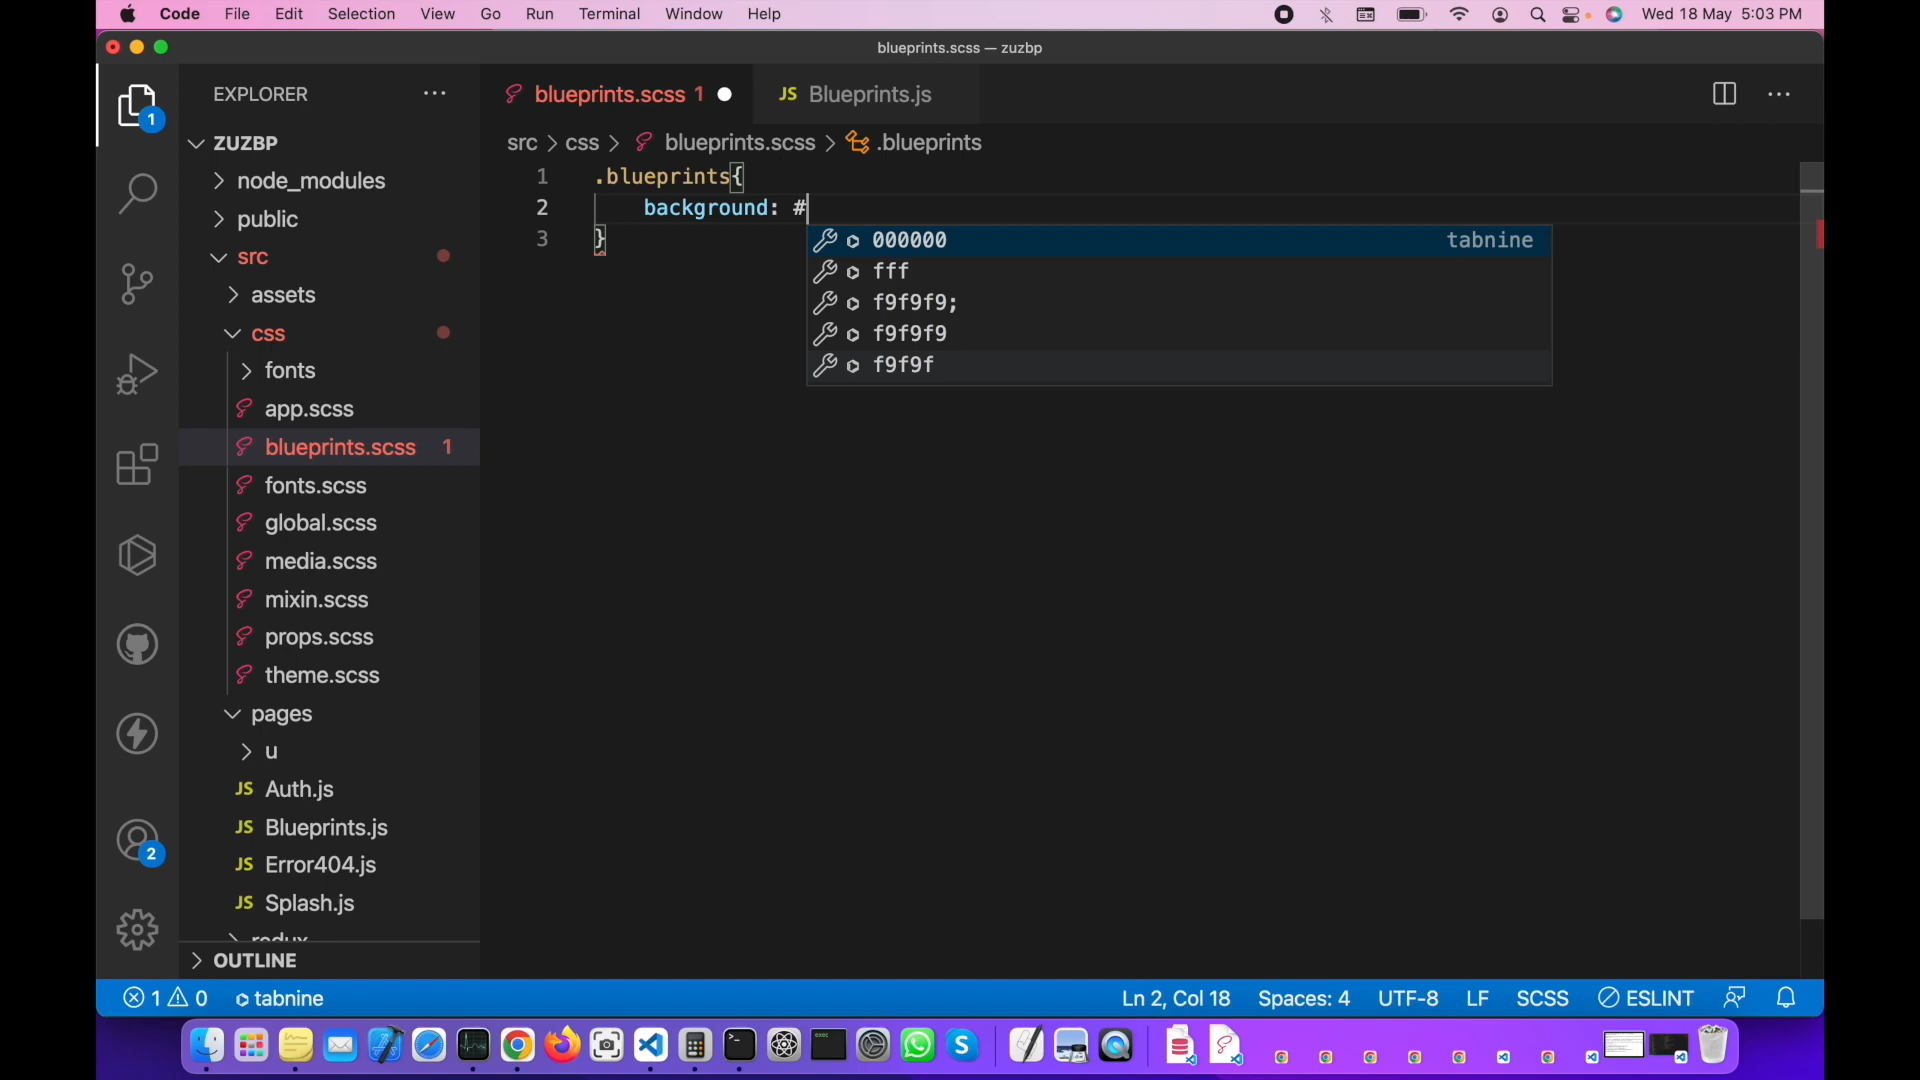 Code File Edit Selection View Go Run Terminal Window Help Wed 18 May 5:03 PM
blueprints.scss — zuzbp
1
EXPLORER
blueprints.scss 1
JS Blueprints.js
src > css > blueprints.scss > .blueprints
ZUZBP
node_modules
public
src
assets
css
fonts
app.scss
blueprints.scss 1
fonts.scss
global.scss
media.scss
mixin.scss
props.scss
theme.scss
pages
u
JS Auth.js
JS Blueprints.js
JS Error404.js
JS Splash.js
redux
OUTLINE
2
1 .blueprints{
2 background: #
3 }
000000 tabnine
fff
f9f9f9;
f9f9f9
f9f9f
1 0 tabnine Ln 2, Col 18 Spaces: 4 UTF-8 LF SCSS ESLINT
exec
S